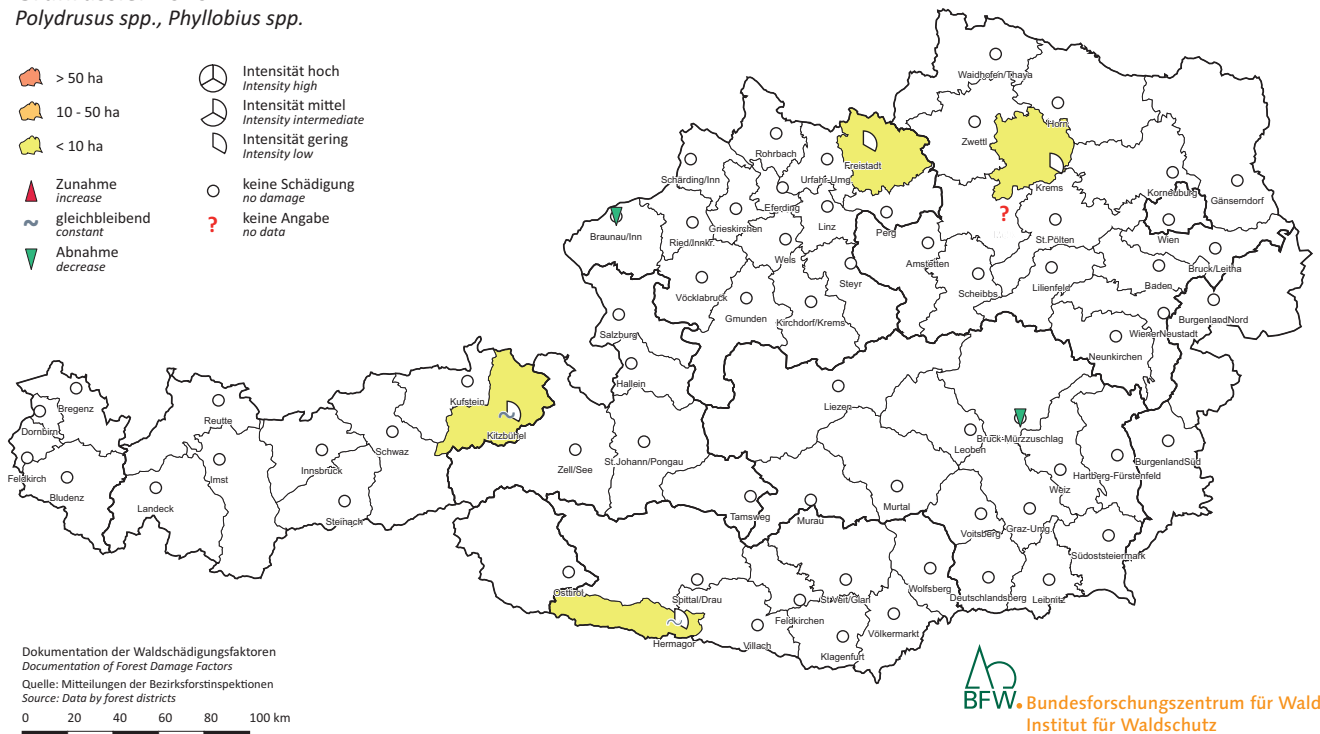 Polydrusus spp., Phyllobius spp.
> 50 ha
10 - 50 ha
< 10 ha
Zunahme
increase
gleichbleibend
constant
Abnahme
decrease
Intensität hoch
Intensity high
Intensität mittel
Intensity intermediate
Intensität gering
Intensity low
keine Schädigung
no damage
?
keine Angabe
no data
Waidhofen/Thaya
Horn
Zwettl
Krems
Rohrbach
Freistadt
Schärding/Inn
Urfahr-Umg.
Korneuburg
Gänserndorf
Eferding
Grieskirchen
Linz
Perg
?
St.Pölten
Wien
Braunau/Inn
Ried/Innkr.
Wels
Amstetten
Bruck/Leitha
Steyr
Scheibbs
Lilienfeld
Baden
Vöcklabruck
Gmunden
Kirchdorf/Krems
BurgenlandNord
Salzburg
WienerNeustadt
Neunkirchen
Hallein
Kufstein
Liezen
Bregenz
Reutte
Dornbirn
Kitzbühel
Bruck-Mürzzuschlag
Leoben
Schwaz
Zell/See
St.Johann/Pongau
BurgenlandSüd
Hartberg-Fürstenfeld
Feldkirch
Innsbruck
Imst
Bludenz
Weiz
Landeck
Steinach
Tamsweg
Murau
Murtal
Voitsberg
Graz-Umg.
Südoststeiermark
Osttirol
Spittal/Drau
St.Veit/Glan
Wolfsberg
Deutschlandsberg
Leibnitz
Feldkirchen
Hermagor
Villach
Klagenfurt
Völkermarkt
Dokumentation der Waldschädigungsfaktoren
Documentation of Forest Damage Factors
Quelle: Mitteilungen der Bezirksforstinspektionen
Source: Data by forest districts
0 20 40 60 80 100 km
BFW.
Bundesforschungszentrum für Wald
Institut für Waldschutz